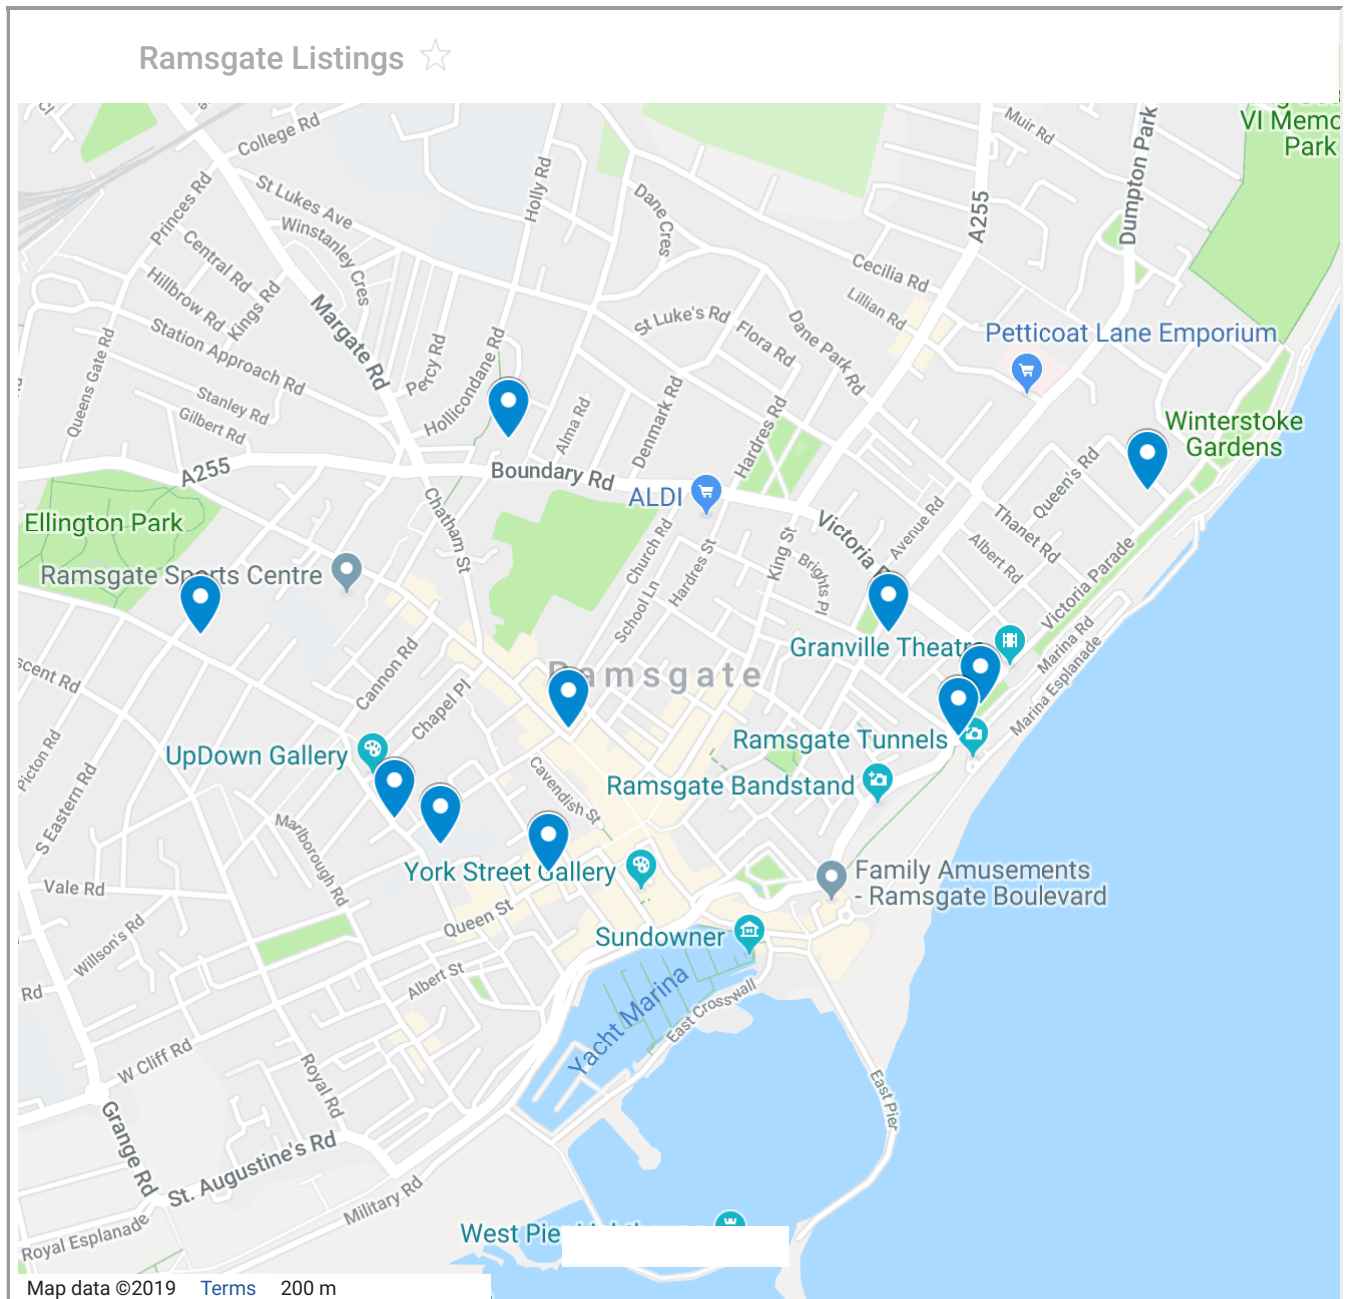 Ramsgate Listings
VI Memo
Park
Muir Rd
College Rd
Dumpton Park
A255
Holly Rd
St Lukes Ave
Princes Rd
Dane Cres
Winstanley Cres
Central Rd
Cecilia Rd
Hillbrow Rd
Kings Rd
Lillian Rd
Margate Rd
St Luke's Rd
Flora Rd
Dane Park Rd
Petticoat Lane Emporium
Station Approach Rd
Percy Rd
Queens Gate Rd
Hollicondane Rd
Stanley Rd
Gilbert Rd
Alma Rd
Denmark Rd
Hardres Rd
Winterstoke
Gardens
A255
Boundary Rd
ALDI
Queen's Rd
Ellington Park
Chatham St
Victoria
Avenue Rd
Thanet Rd
Church Rd
King St
Albert Rd
Ramsgate Sports Centre
Hardres St
Brights Pl
Victoria Parade
School Ln
Granville Theatre
Marina Rd
Marina Esplanade
scent Rd
Cannon Rd
Ramsgate
Chapel Pl
UpDown Gallery
Ramsgate Tunnels
Picton Rd
Cavendish St
Ramsgate Bandstand
S Eastern Rd
Marlborough Rd
York Street Gallery
Family Amusements
- Ramsgate Boulevard
Vale Rd
Queen St
Willson's Rd
Sundowner
Rd
Albert St
Yacht Marina
East Crosswall
W Cliff Rd
Royal Rd
East Pier
Grange Rd
St. Augustine's Rd
Military Rd
Royal Esplanade
West Pie
Map data ©2019 Terms 200 m